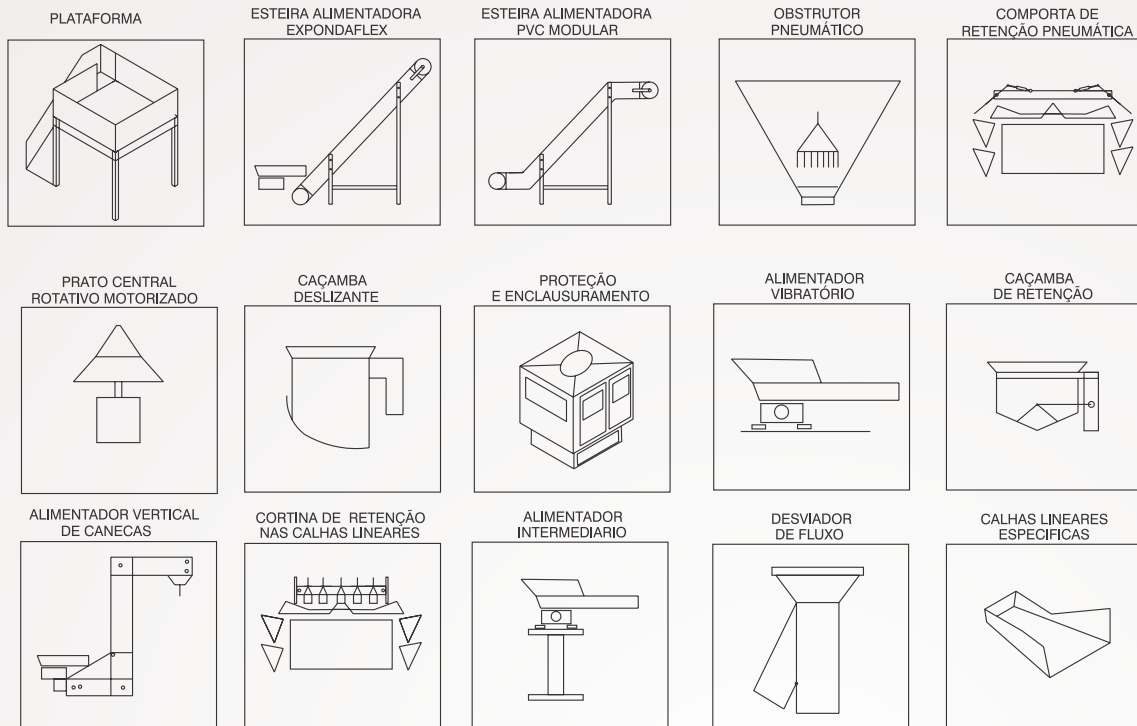 PLATAFORMA
ESTEIRA ALIMENTADORA
EXPONDAFLEX
ESTEIRA ALIMENTADORA
PVC MODULAR
OBSTRUTOR
PNEUMÁTICO
COMPORTA DE
RETENÇÃO PNEUMÁTICA
PRATO CENTRAL
ROTATIVO MOTORIZADO
CAÇAMBA
DESLIZANTE
PROTEÇÃO
E ENCLAUSURAMENTO
ALIMENTADOR
VIBRATÓRIO
CAÇAMBA
DE RETENÇÃO
ALIMENTADOR VERTICAL
DE CANECAS
CORTINA DE RETENÇÃO
NAS CALHAS LINEARES
ALIMENTADOR
INTERMEDIARIO
DESVIADOR
DE FLUXO
CALHAS LINEARES
ESPECIFICAS